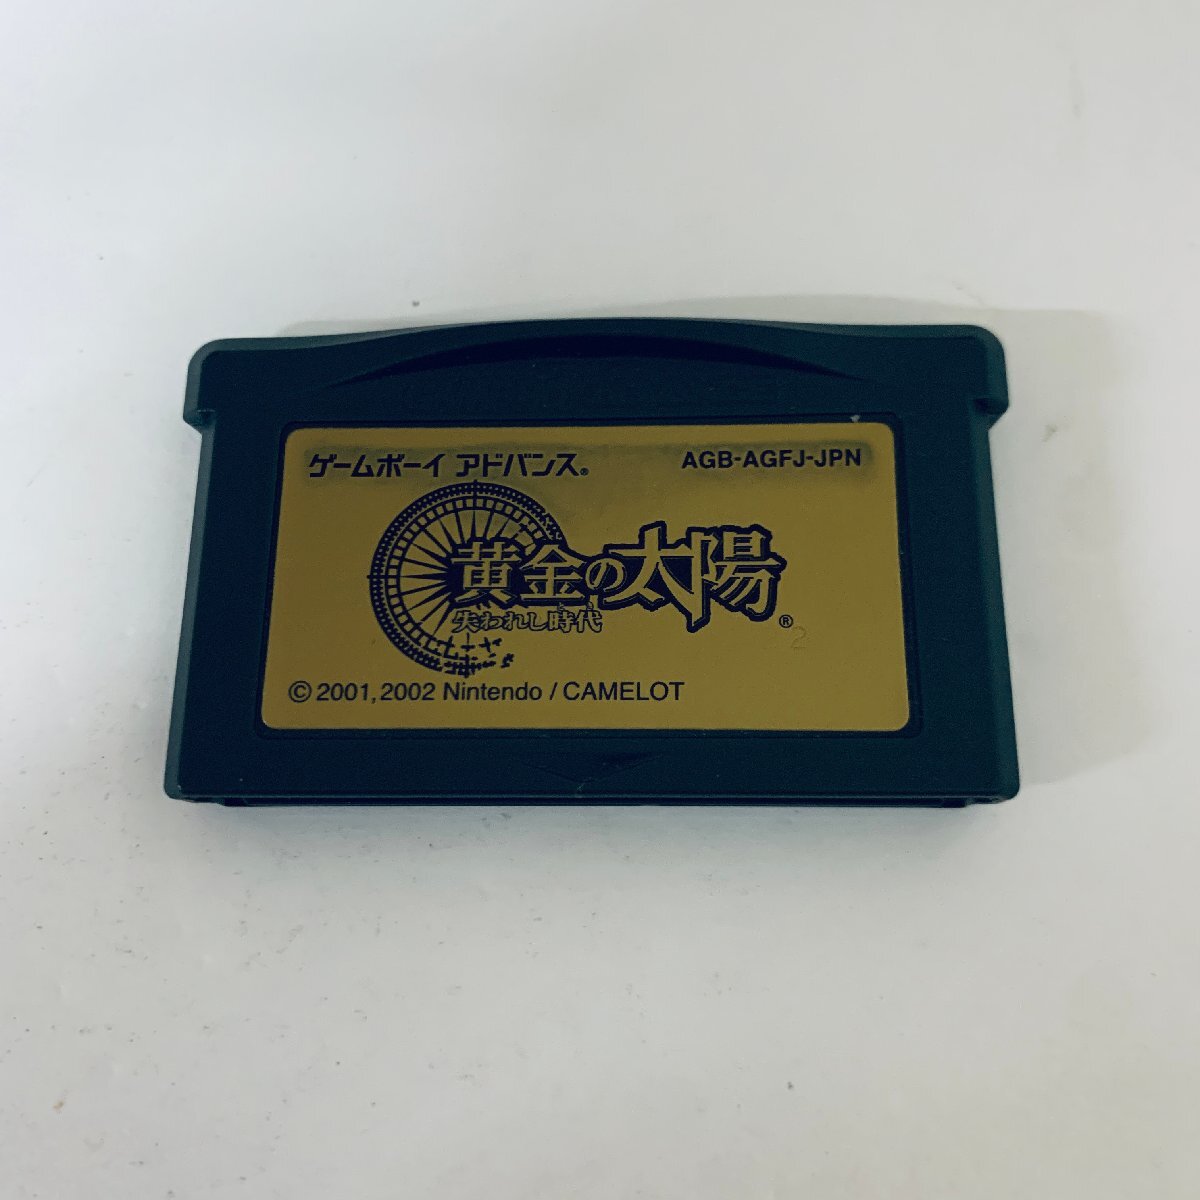 ゲームボーイ アドバンス®
AGB-AGFJ-JPN
黄金の太陽®
失われし時代
2
© 2001, 2002 Nintendo / CAMELOT